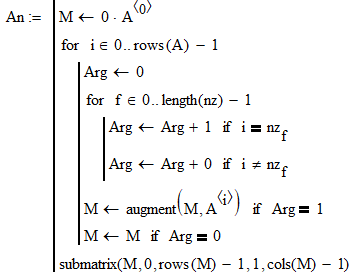 An := M ← 0 · A^⟨0⟩
for i ∈ 0.. rows(A) − 1
Arg ← 0
for f ∈ 0.. length(nz) − 1
Arg ← Arg + 1 if i = nz_f
Arg ← Arg + 0 if i ≠ nz_f
M ← augment(M, A^⟨i⟩) if Arg = 1
M ← M if Arg = 0
submatrix(M, 0, rows(M) − 1, 1, cols(M) − 1)